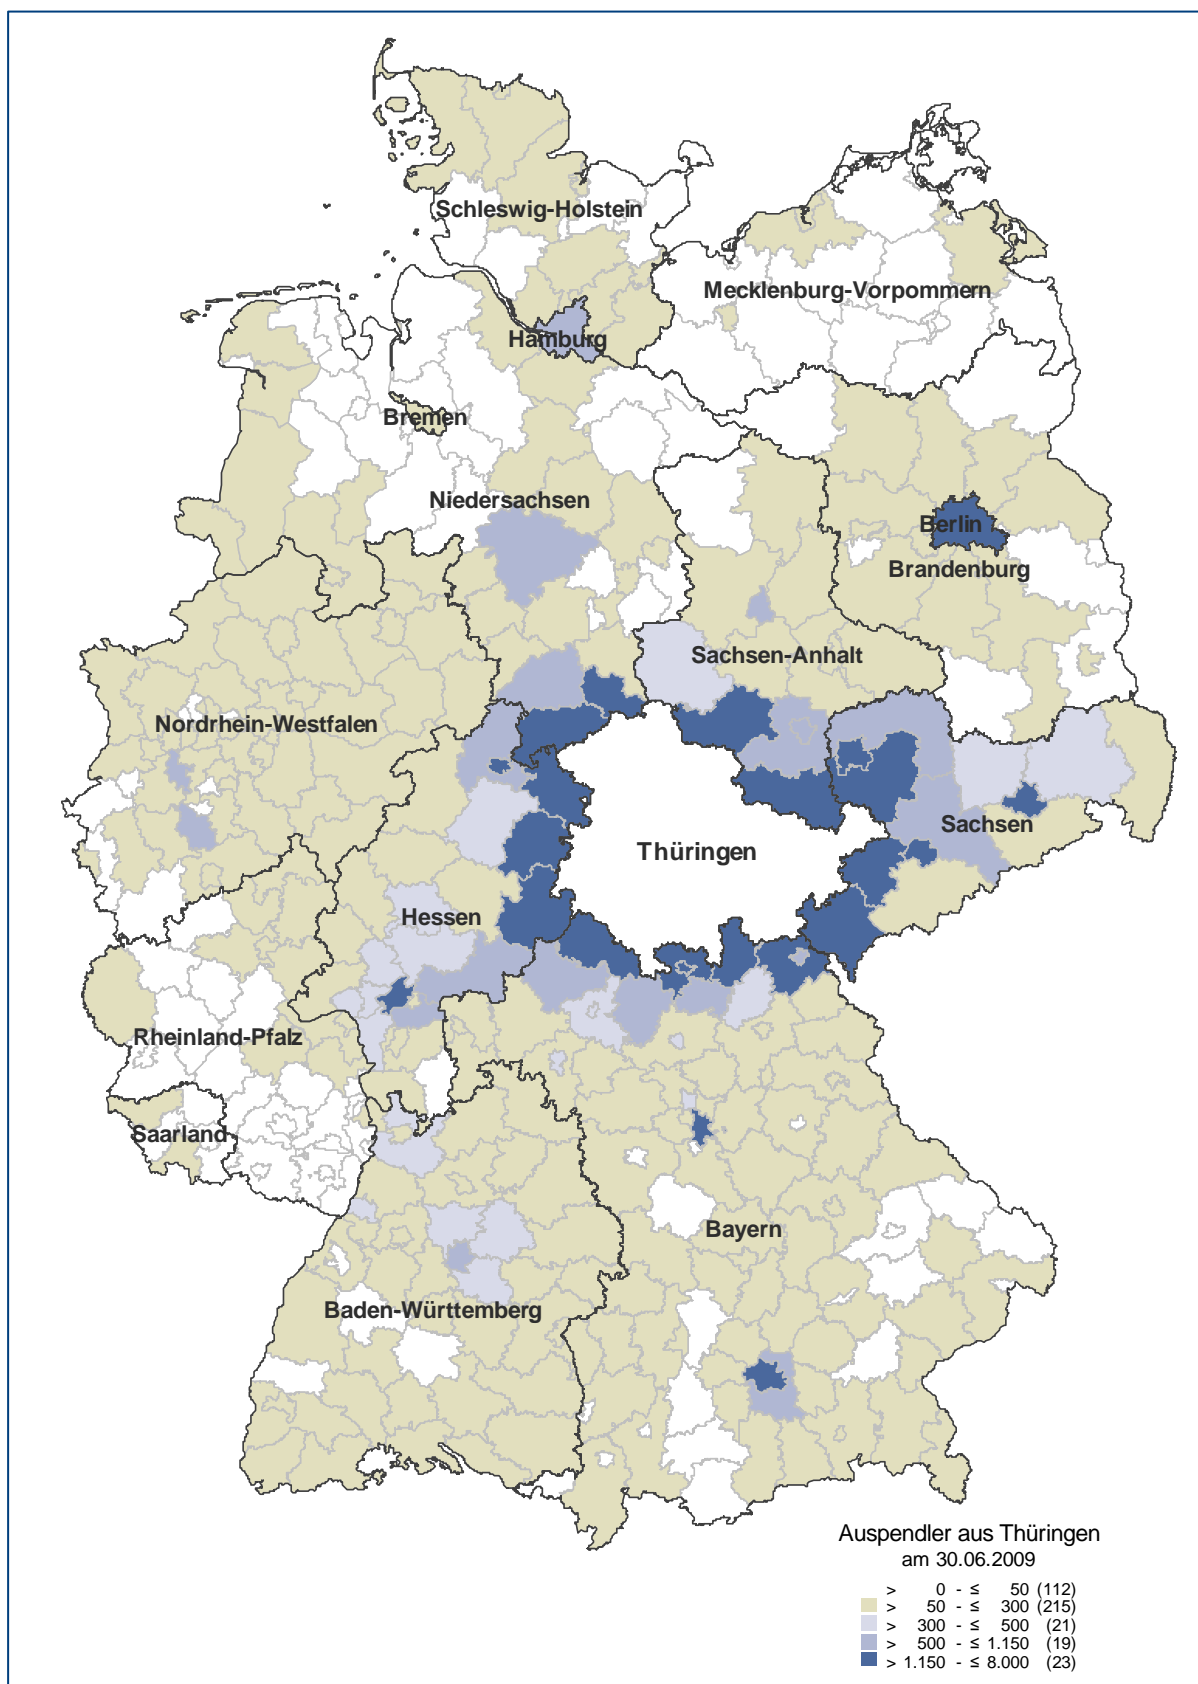 Schleswig-Holstein
Mecklenburg-Vorpommern
Hamburg
Bremen
Niedersachsen
Berlin
Brandenburg
Sachsen-Anhalt
Nordrhein-Westfalen
Sachsen
Thüringen
Hessen
Rheinland-Pfalz
Saarland
Bayern
Baden-Württemberg
Auspendler aus Thüringen
am 30.06.2009
> 0 - ≤ 50 (112)
> 50 - ≤ 300 (215)
> 300 - ≤ 500 (21)
> 500 - ≤ 1.150 (19)
> 1.150 - ≤ 8.000 (23)